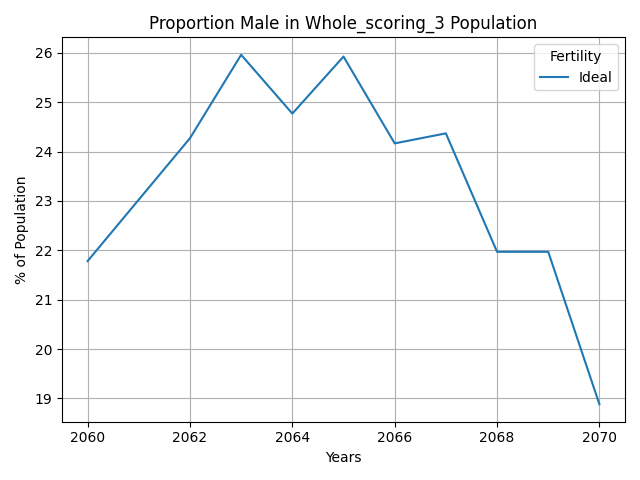 Proportion Male in Whole_scoring_3 Population
Fertility
Ideal
26
25
24
23
22
21
20
19
% of Population
2060
2062
2064
2066
2068
2070
Years